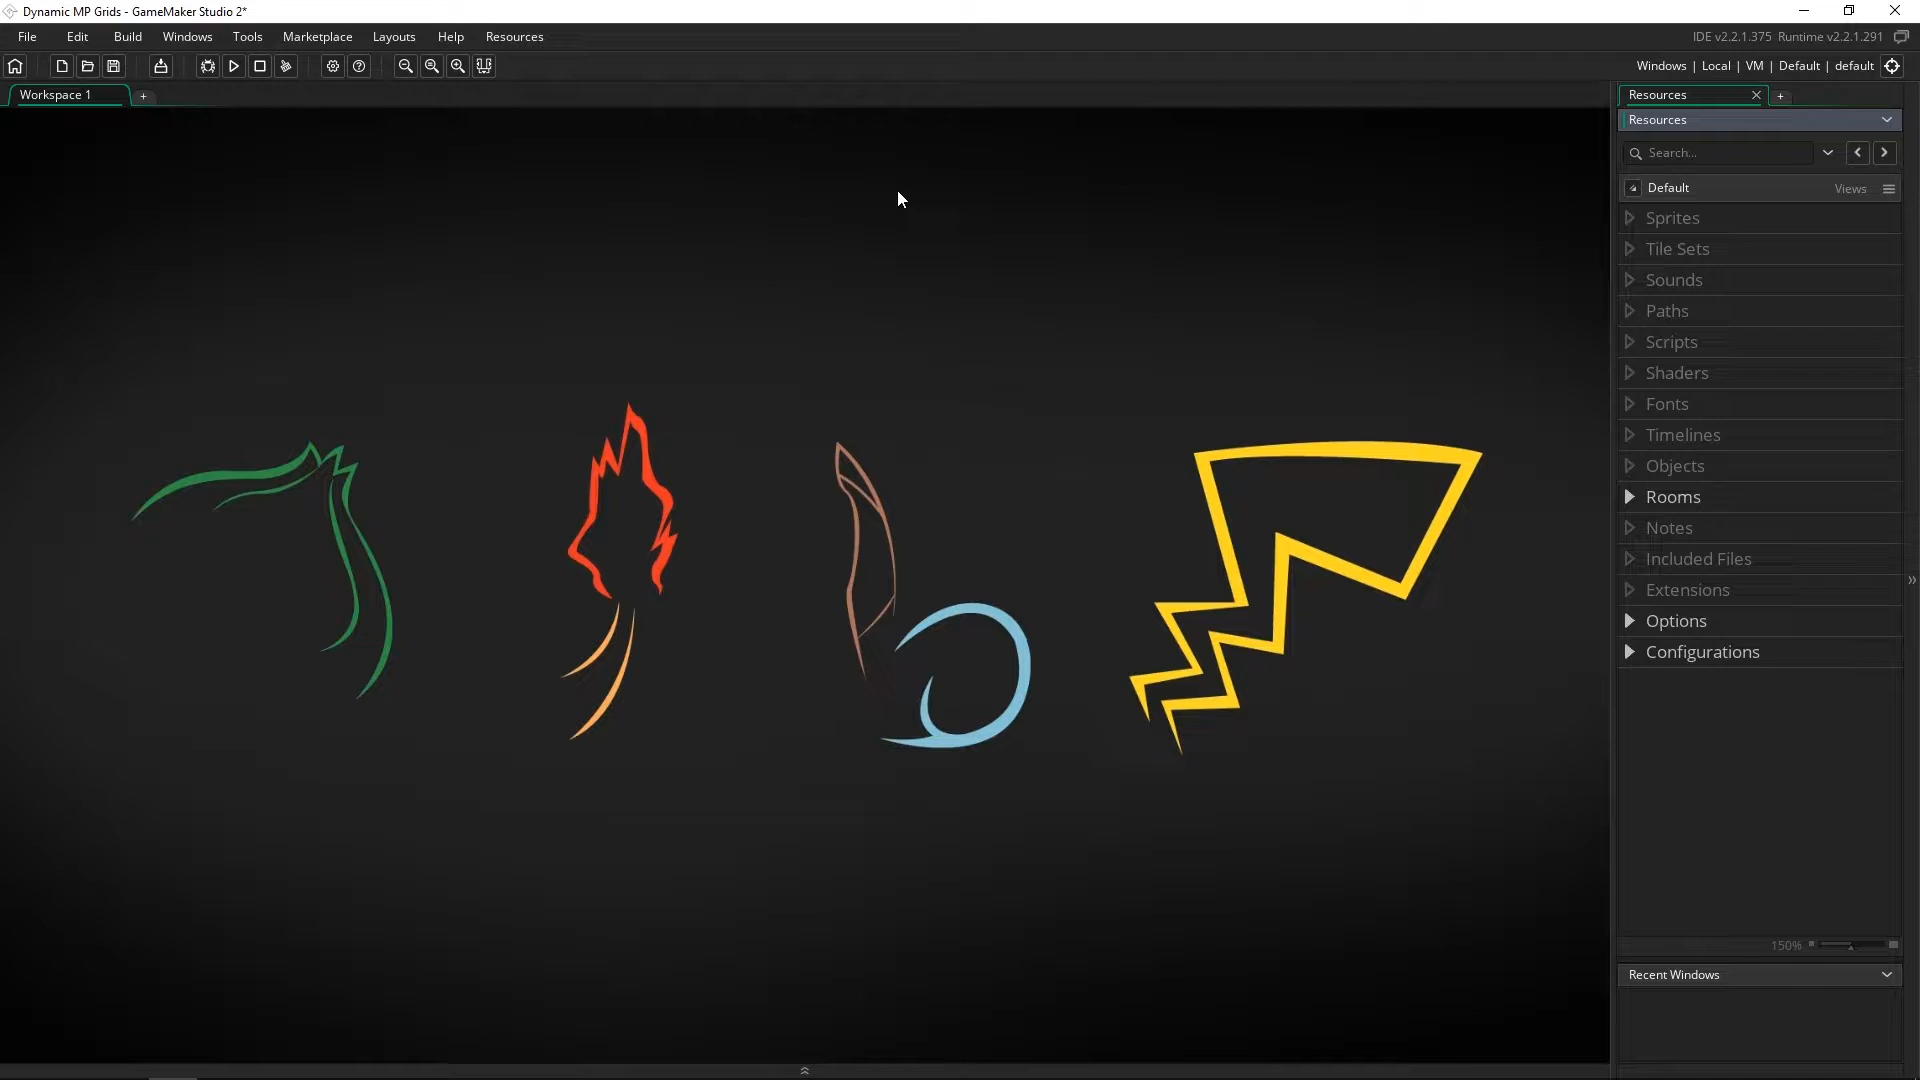 Dynamic MP Grids - GameMaker Studio 2*
File Edit Build Windows Tools Marketplace Layouts Help Resources
IDE v2.2.1.375 Runtime v2.2.1.291
Windows | Local | VM | Default | default
Workspace 1
+
Resources
+
Resources
Search...
Default Views
Sprites
Tile Sets
Sounds
Paths
Scripts
Shaders
Fonts
Timelines
Objects
Rooms
Notes
Included Files
Extensions
Options
Configurations
150%
Recent Windows